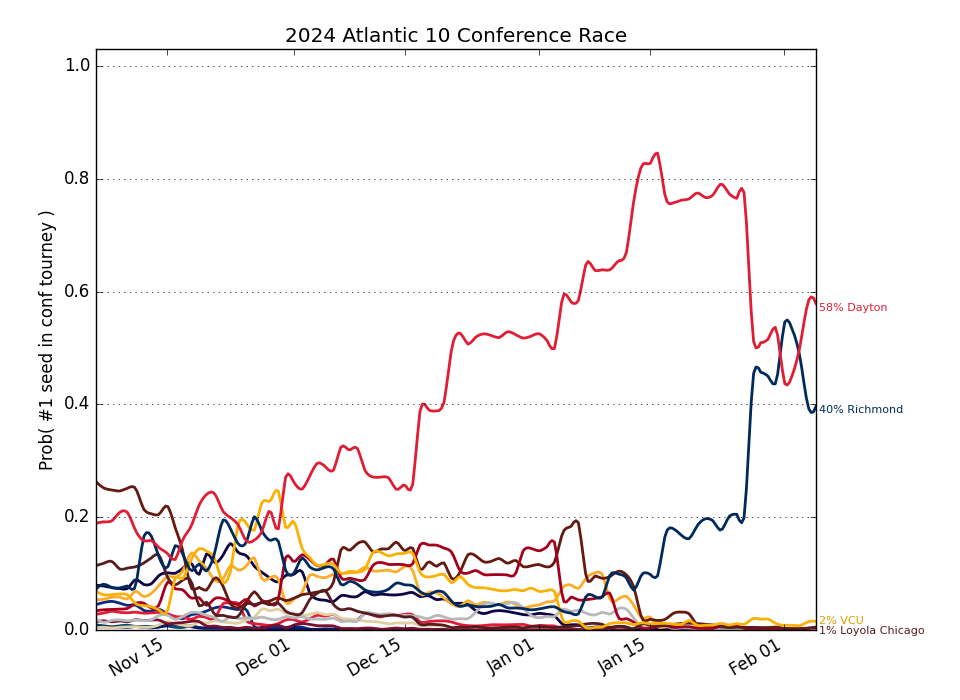 2024 Atlantic 10 Conference Race
Prob( #1 seed in conf tourney )
1.0
0.8
0.6
0.4
0.2
0.0
58% Dayton
40% Richmond
2% VCU
1% Loyola Chicago
Nov 15
Dec 01
Dec 15
Jan 01
Jan 15
Feb 01